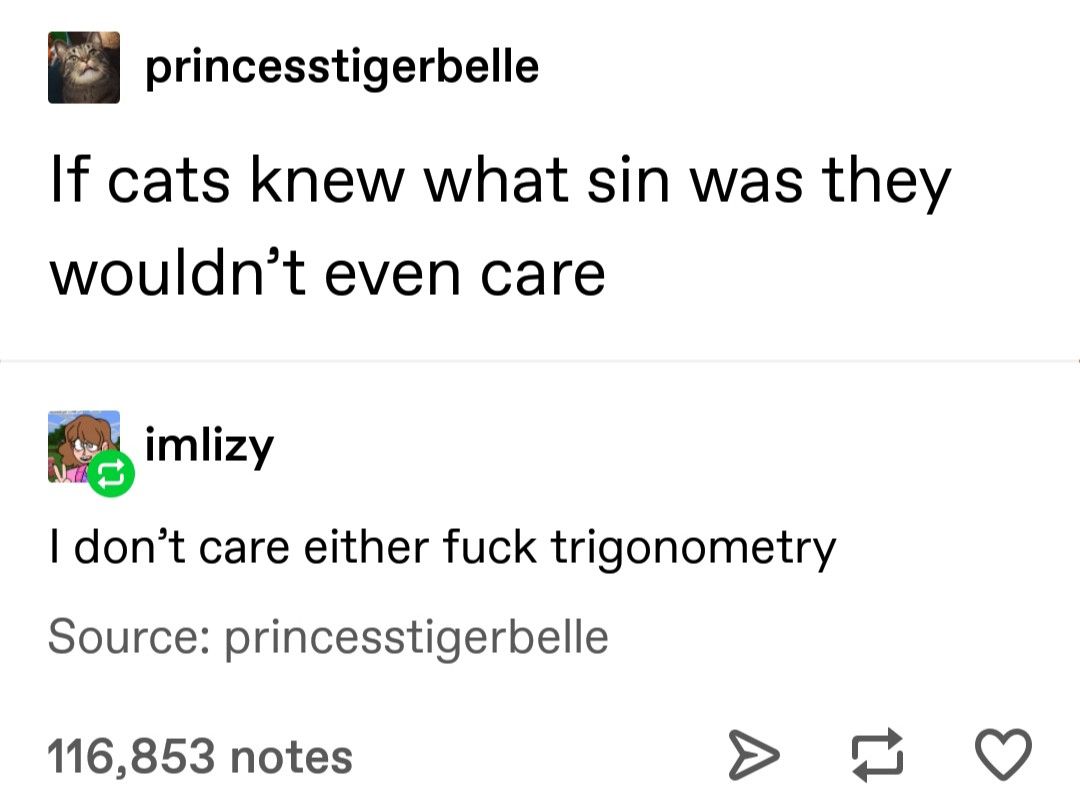 princesstigerbelle
If cats knew what sin was they
wouldn’t even care
imlizy
I don’t care either fuck trigonometry
Source: princesstigerbelle
116,853 notes